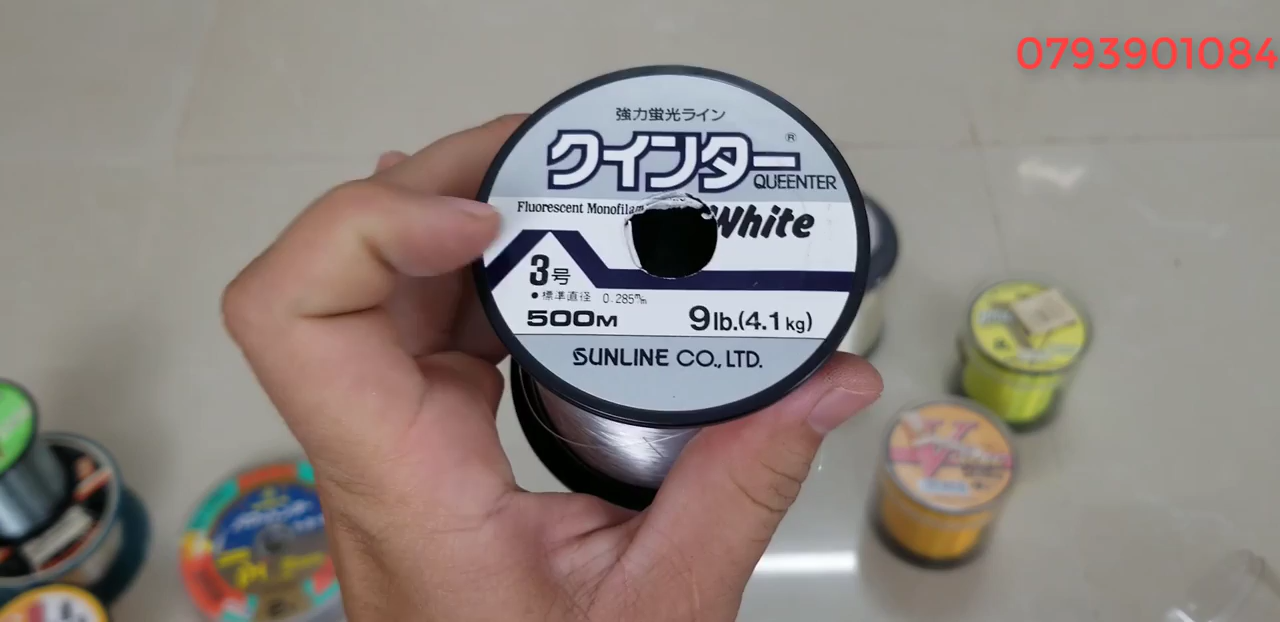 0793901084
強力蛍光ライン
クインター®
QUEENTER
Fluorescent Monofila
White
3号
●標準直径 0.285㎜
500M
9lb.(4.1kg)
SUNLINE CO.,LTD.